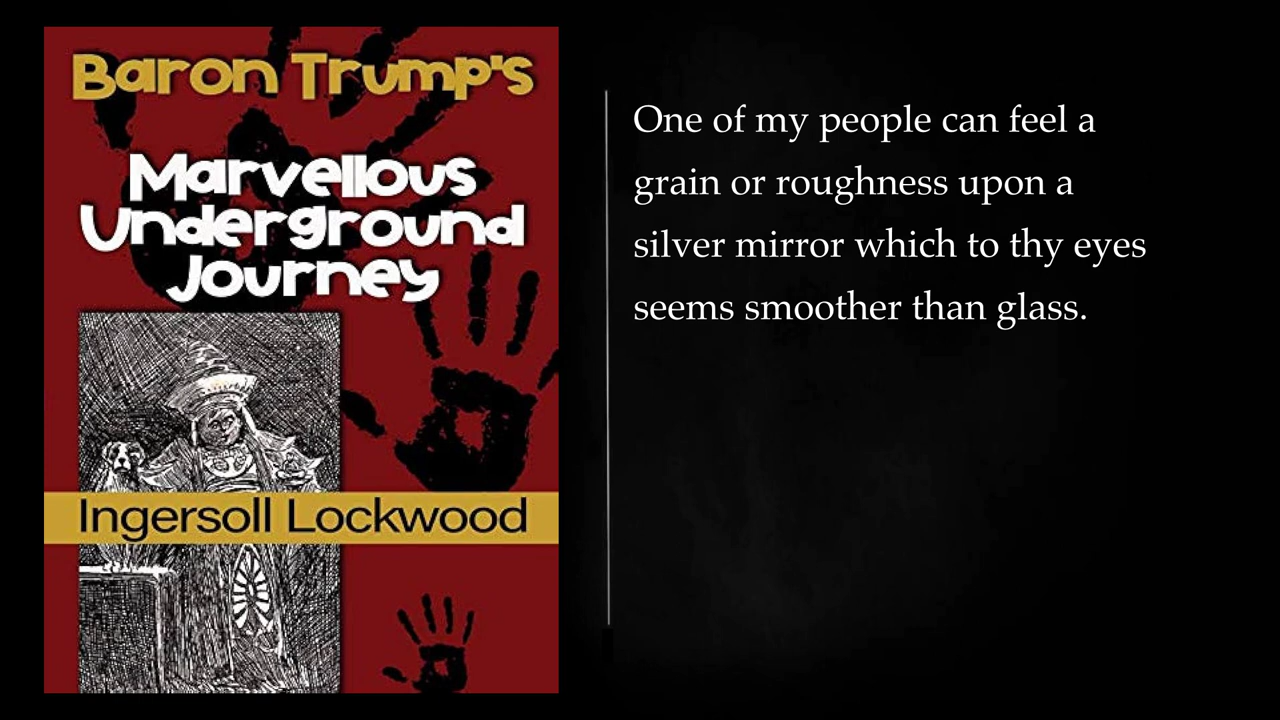 Baron Trump's
Marvellous
Underground
Journey
Ingersoll Lockwood
One of my people can feel a
grain or roughness upon a
silver mirror which to thy eyes
seems smoother than glass.